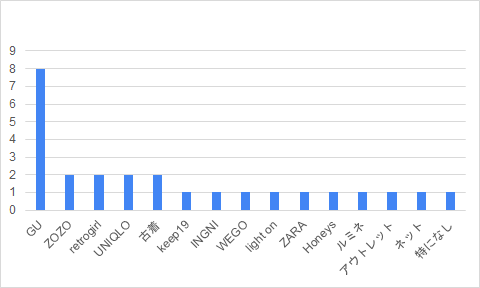 9
8
7
6
5
4
3
2
1
0
GU
ZOZO
retrogirl
UNIQLO
古着
keep19
INGNI
WEGO
light on
ZARA
Honeys
ルミネ
アウトレット
ネット
特になし